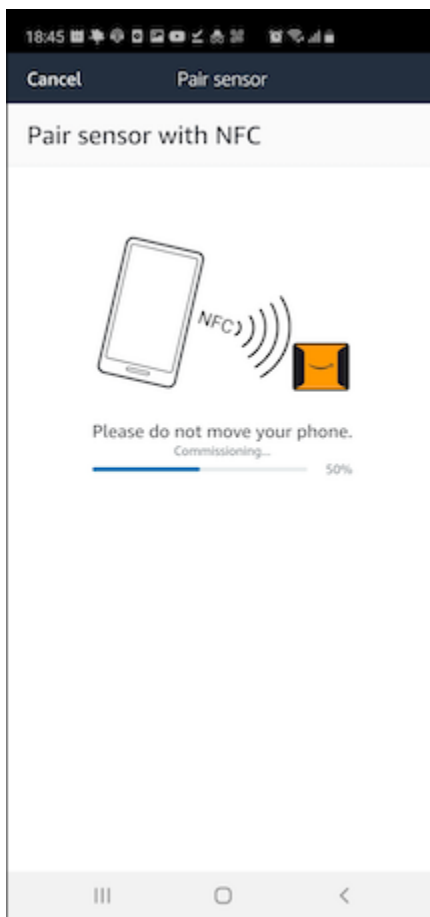 18:45
Cancel Pair sensor
Pair sensor with NFC
NFC
Please do not move your phone.
Commissioning...
50%